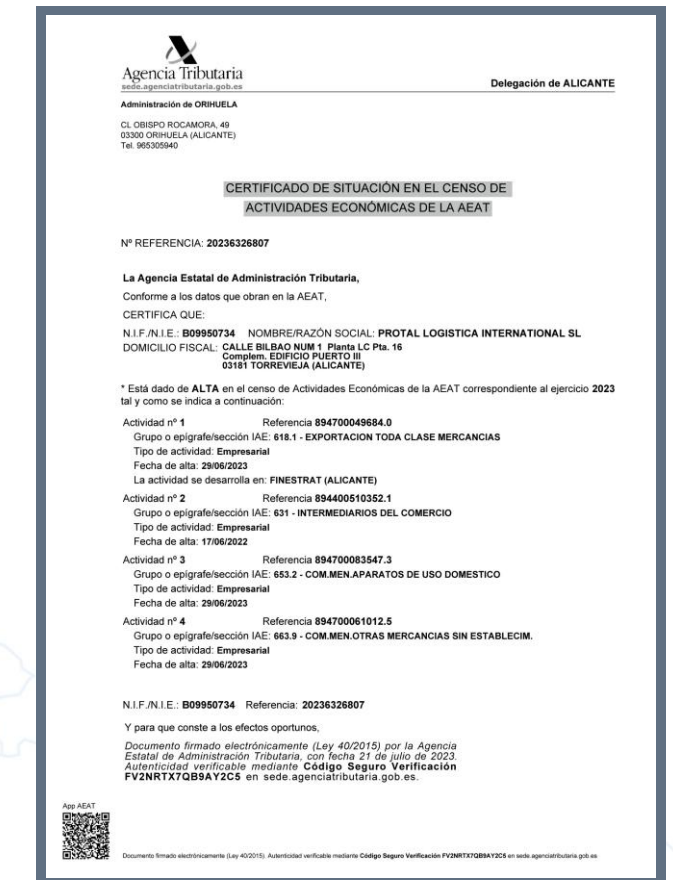 Agencia Tributaria
sede.agenciatributaria.gob.es
Delegación de ALICANTE
Administración de ORIHUELA
CL OBISPO ROCAMORA, 49
03300 ORIHUELA (ALICANTE)
Tel. 965305940
CERTIFICADO DE SITUACIÓN EN EL CENSO DE
ACTIVIDADES ECONÓMICAS DE LA AEAT
Nº REFERENCIA: 20236326807
La Agencia Estatal de Administración Tributaria,
Conforme a los datos que obran en la AEAT,
CERTIFICA QUE:
N.I.F./N.I.E.: B09950734 NOMBRE/RAZÓN SOCIAL: PROTAL LOGISTICA INTERNATIONAL SL
DOMICILIO FISCAL: CALLE BILBAO NUM 1 Planta LC Pta. 16
Complem. EDIFICIO PUERTO III
03181 TORREVIEJA (ALICANTE)
* Está dado de ALTA en el censo de Actividades Económicas de la AEAT correspondiente al ejercicio 2023
tal y como se indica a continuación:
Actividad nº 1 Referencia 894700049684.0
Grupo o epígrafe/sección IAE: 618.1 - EXPORTACION TODA CLASE MERCANCIAS
Tipo de actividad: Empresarial
Fecha de alta: 29/06/2023
La actividad se desarrolla en: FINESTRAT (ALICANTE)
Actividad nº 2 Referencia 894400510352.1
Grupo o epígrafe/sección IAE: 631 - INTERMEDIARIOS DEL COMERCIO
Tipo de actividad: Empresarial
Fecha de alta: 17/06/2022
Actividad nº 3 Referencia 894700083547.3
Grupo o epígrafe/sección IAE: 653.2 - COM.MEN.APARATOS DE USO DOMESTICO
Tipo de actividad: Empresarial
Fecha de alta: 29/06/2023
Actividad nº 4 Referencia 894700061012.5
Grupo o epígrafe/sección IAE: 663.9 - COM.MEN.OTRAS MERCANCIAS SIN ESTABLECIM.
Tipo de actividad: Empresarial
Fecha de alta: 29/06/2023
N.I.F./N.I.E.: B09950734 Referencia: 20236326807
Y para que conste a los efectos oportunos,
Documento firmado electrónicamente (Ley 40/2015) por la Agencia
Estatal de Administración Tributaria, con fecha 21 de julio de 2023.
Autenticidad verificable mediante Código Seguro Verificación
FV2NRTX7QB9AY2C5 en sede.agenciatributaria.gob.es.
App AEAT
Documento firmado electrónicamente (Ley 40/2015). Autenticidad verificable mediante Código Seguro Verificación FV2NRTX7QB9AY2C5 en sede.agenciatributaria.gob.es